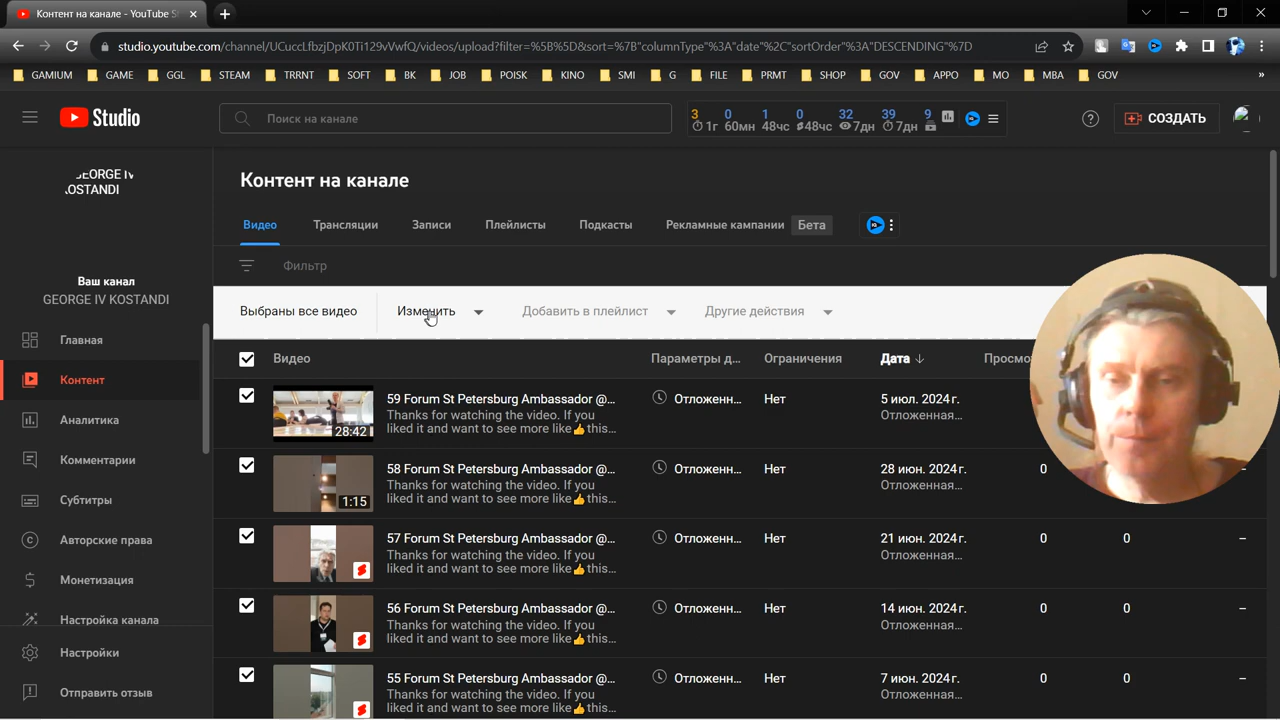 Контент на канале - YouTube S
studio.youtube.com/channel/UCuccLfbzjDpK0Ti129vVwfQ/videos/upload?filter=%5B%5D&sort=%7B"columnType"%3A"date"%2C"sortOrder"%3A"DESCENDING"%7D
GAMIUM GAME GGL STEAM TRRNT SOFT BK JOB POISK KINO SMI G FILE PRMT SHOP GOV APPO MO MBA GOV »
Studio
Поиск на канале
3 0 1 0 32 39 9
1г 60мн 48чс 48чс 7дн 7дн
СОЗДАТЬ
GEORGE IV
KOSTANDI
Ваш канал
GEORGE IV KOSTANDI
Главная
Контент
Аналитика
Комментарии
Субтитры
Авторские права
Монетизация
Настройка канала
Настройки
Отправить отзыв
Контент на канале
Видео Трансляции Записи Плейлисты Подкасты Рекламные кампании Бета
Фильтр
Выбраны все видео Изменить Добавить в плейлист Другие действия
Видео Параметры д... Ограничения Дата Просмо
59 Forum St Petersburg Ambassador @... Отложенн... Нет 5 июл. 2024 г.
Thanks for watching the video. If you Отложенная...
liked it and want to see more like👍this...
28:42
58 Forum St Petersburg Ambassador @... Отложенн... Нет 28 июн. 2024 г. 0
Thanks for watching the video. If you Отложенная...
liked it and want to see more like👍this...
1:15
57 Forum St Petersburg Ambassador @... Отложенн... Нет 21 июн. 2024 г. 0 0 –
Thanks for watching the video. If you Отложенная...
liked it and want to see more like👍this...
56 Forum St Petersburg Ambassador @... Отложенн... Нет 14 июн. 2024 г. 0 0 –
Thanks for watching the video. If you Отложенная...
liked it and want to see more like👍this...
55 Forum St Petersburg Ambassador @... Отложенн... Нет 7 июн. 2024 г. 0 0 –
Thanks for watching the video. If you Отложенная...
liked it and want to see more like👍this...